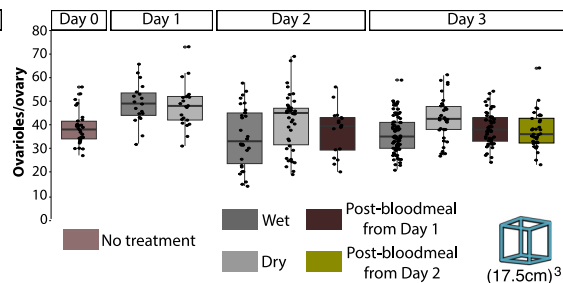 Day 0 Day 1 Day 2 Day 3
Ovarioles/ovary
80
70
60
50
40
30
20
10
0
No treatment
Wet
Dry
Post-bloodmeal
from Day 1
Post-bloodmeal
from Day 2
(17.5cm)³